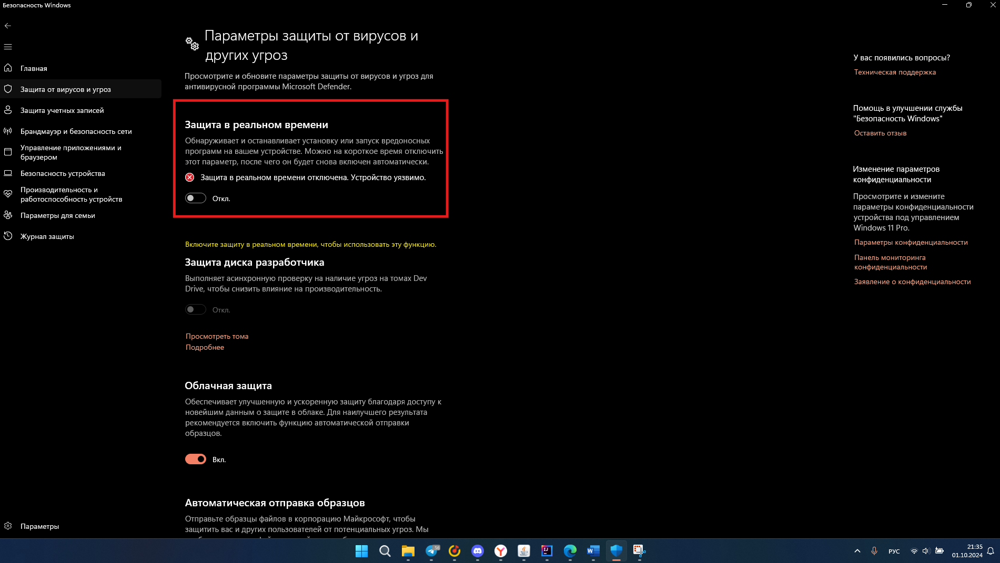 Безопасность Windows
Главная
Защита от вирусов и угроз
Защита учетных записей
Брандмауэр и безопасность сети
Управление приложениями и
браузером
Безопасность устройства
Производительность и
работоспособность устройств
Параметры для семьи
Журнал защиты
Параметры
Параметры защиты от вирусов и
других угроз
Просмотрите и обновите параметры защиты от вирусов и угроз для
антивирусной программы Microsoft Defender.
Защита в реальном времени
Обнаруживает и останавливает установку или запуск вредоносных
программ на вашем устройстве. Можно на короткое время отключить
этот параметр, после чего он будет снова включен автоматически.
Защита в реальном времени отключена. Устройство уязвимо.
Откл.
Включите защиту в реальном времени, чтобы использовать эту функцию.
Защита диска разработчика
Выполняет асинхронную проверку на наличие угроз на томах Dev
Drive, чтобы снизить влияние на производительность.
Откл.
Просмотреть тома
Подробнее
Облачная защита
Обеспечивает улучшенную и ускоренную защиту благодаря доступу к
новейшим данным о защите в облаке. Для наилучшего результата
рекомендуется включить функцию автоматической отправки
образцов.
Вкл.
Автоматическая отправка образцов
Отправьте образцы файлов в корпорацию Майкрософт, чтобы
защитить вас и других пользователей от потенциальных угроз. Мы
У вас появились вопросы?
Техническая поддержка
Помощь в улучшении службы
"Безопасность Windows"
Оставить отзыв
Изменение параметров
конфиденциальности
Просмотрите и измените
параметры конфиденциальности
устройства под управлением
Windows 11 Pro.
Параметры конфиденциальности
Панель мониторинга
конфиденциальности
Заявление о конфиденциальности
56
IJ
W
РУС
21:35
01.10.2024